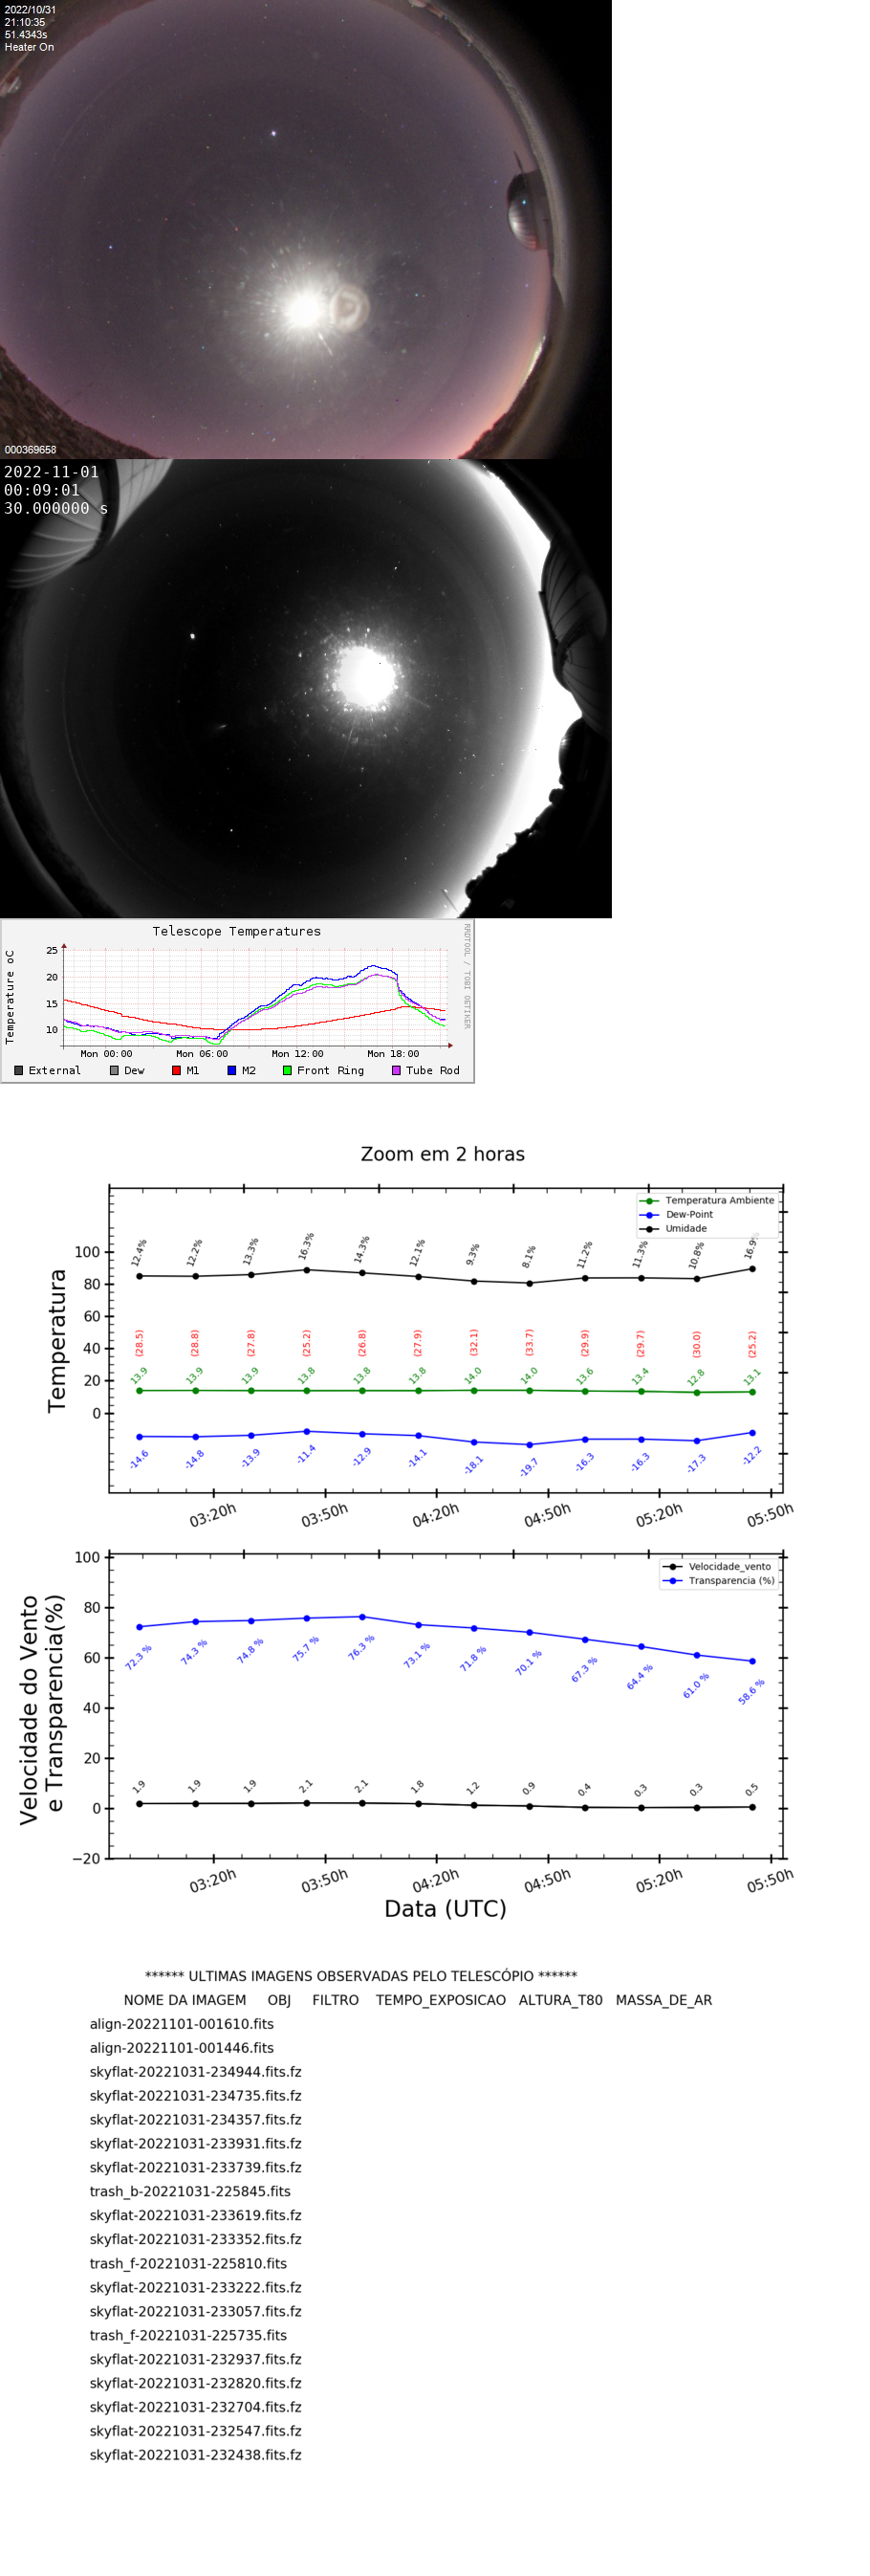 2022/10/31
21:10:35
51.4343s
Heater On
000369658
2022-11-01
00:09:01
30.000000 s
Telescope Temperatures
RRDTOOL / TOBI OETIKER
Temperature oC
25
20
15
10
Mon 00:00 Mon 06:00 Mon 12:00 Mon 18:00
External Dew M1 M2 Front Ring Tube Rod
Zoom em 2 horas
Temperatura Ambiente
Dew-Point
Umidade
Temperatura
100
80
60
40
20
0
12.4% 12.2% 13.3% 16.3% 14.3% 12.1% 9.3% 8.1% 11.2% 11.3% 10.8% 16.9%
(28.5) (28.8) (27.8) (25.2) (26.8) (27.9) (32.1) (33.7) (29.9) (29.7) (30.0) (25.2)
13.9 13.9 13.9 13.8 13.8 13.8 14.0 14.0 13.6 13.4 12.8 13.1
-14.6 -14.8 -13.9 -11.4 -12.9 -14.1 -18.1 -19.7 -16.3 -16.3 -17.3 -12.2
03:20h 03:50h 04:20h 04:50h 05:20h 05:50h
Velocidade_vento
Transparencia (%)
Velocidade do Vento
e Transparencia(%)
100
80
60
40
20
0
−20
72.3 % 74.3 % 74.8 % 75.7 % 76.3 % 73.1 % 71.8 % 70.1 % 67.3 % 64.4 % 61.0 % 58.6 %
1.9 1.9 1.9 2.1 2.1 1.8 1.2 0.9 0.4 0.3 0.3 0.5
03:20h 03:50h 04:20h 04:50h 05:20h 05:50h
Data (UTC)
****** ULTIMAS IMAGENS OBSERVADAS PELO TELESCÓPIO ******
NOME DA IMAGEM OBJ FILTRO TEMPO_EXPOSICAO ALTURA_T80 MASSA_DE_AR
align-20221101-001610.fits
align-20221101-001446.fits
skyflat-20221031-234944.fits.fz
skyflat-20221031-234735.fits.fz
skyflat-20221031-234357.fits.fz
skyflat-20221031-233931.fits.fz
skyflat-20221031-233739.fits.fz
trash_b-20221031-225845.fits
skyflat-20221031-233619.fits.fz
skyflat-20221031-233352.fits.fz
trash_f-20221031-225810.fits
skyflat-20221031-233222.fits.fz
skyflat-20221031-233057.fits.fz
trash_f-20221031-225735.fits
skyflat-20221031-232937.fits.fz
skyflat-20221031-232820.fits.fz
skyflat-20221031-232704.fits.fz
skyflat-20221031-232547.fits.fz
skyflat-20221031-232438.fits.fz